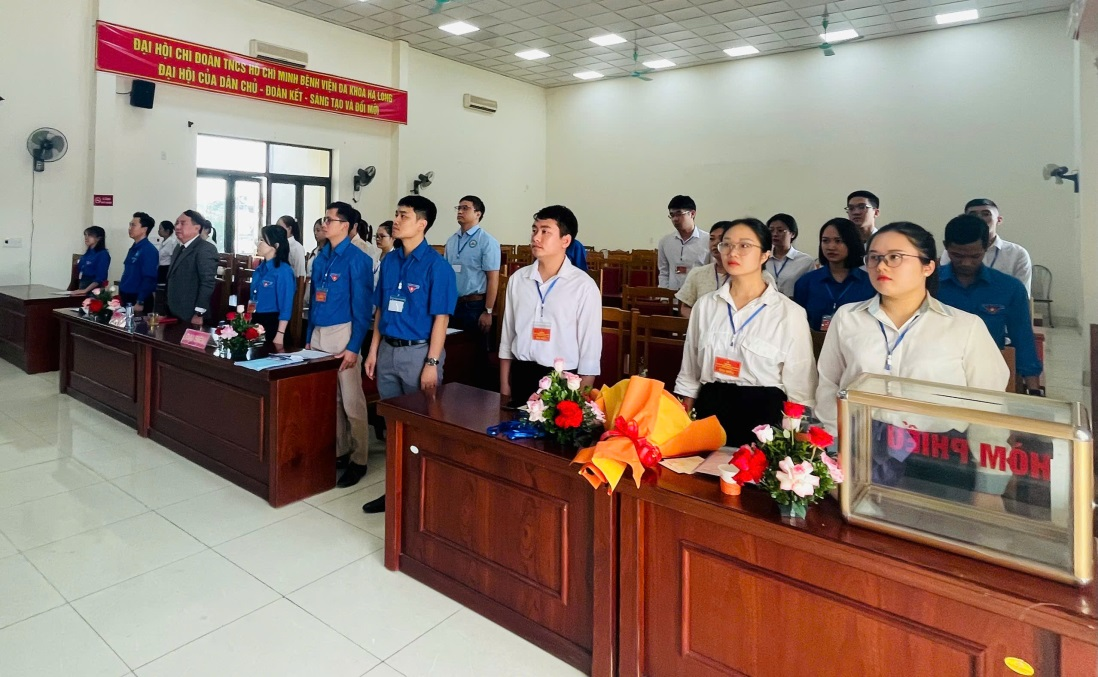 ĐẠI HỘI CHI ĐOÀN TNCS HỒ CHÍ MINH BỆNH VIỆN ĐA KHOA HẠ LONG
ĐẠI HỘI CỦA DÂN CHỦ - ĐOÀN KẾT - SÁNG TẠO VÀ ĐỔI MỚI
HÒM PHIẾU